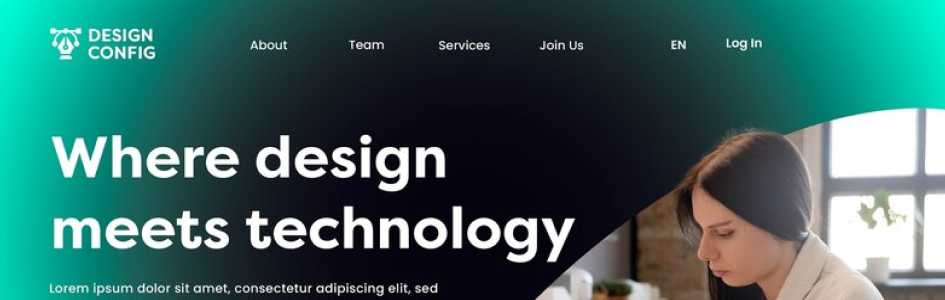 DESIGN
CONFIG
About Team Services Join Us EN Log In
Where design
meets technology
Lorem ipsum dolor sit amet, consectetur adipiscing elit, sed